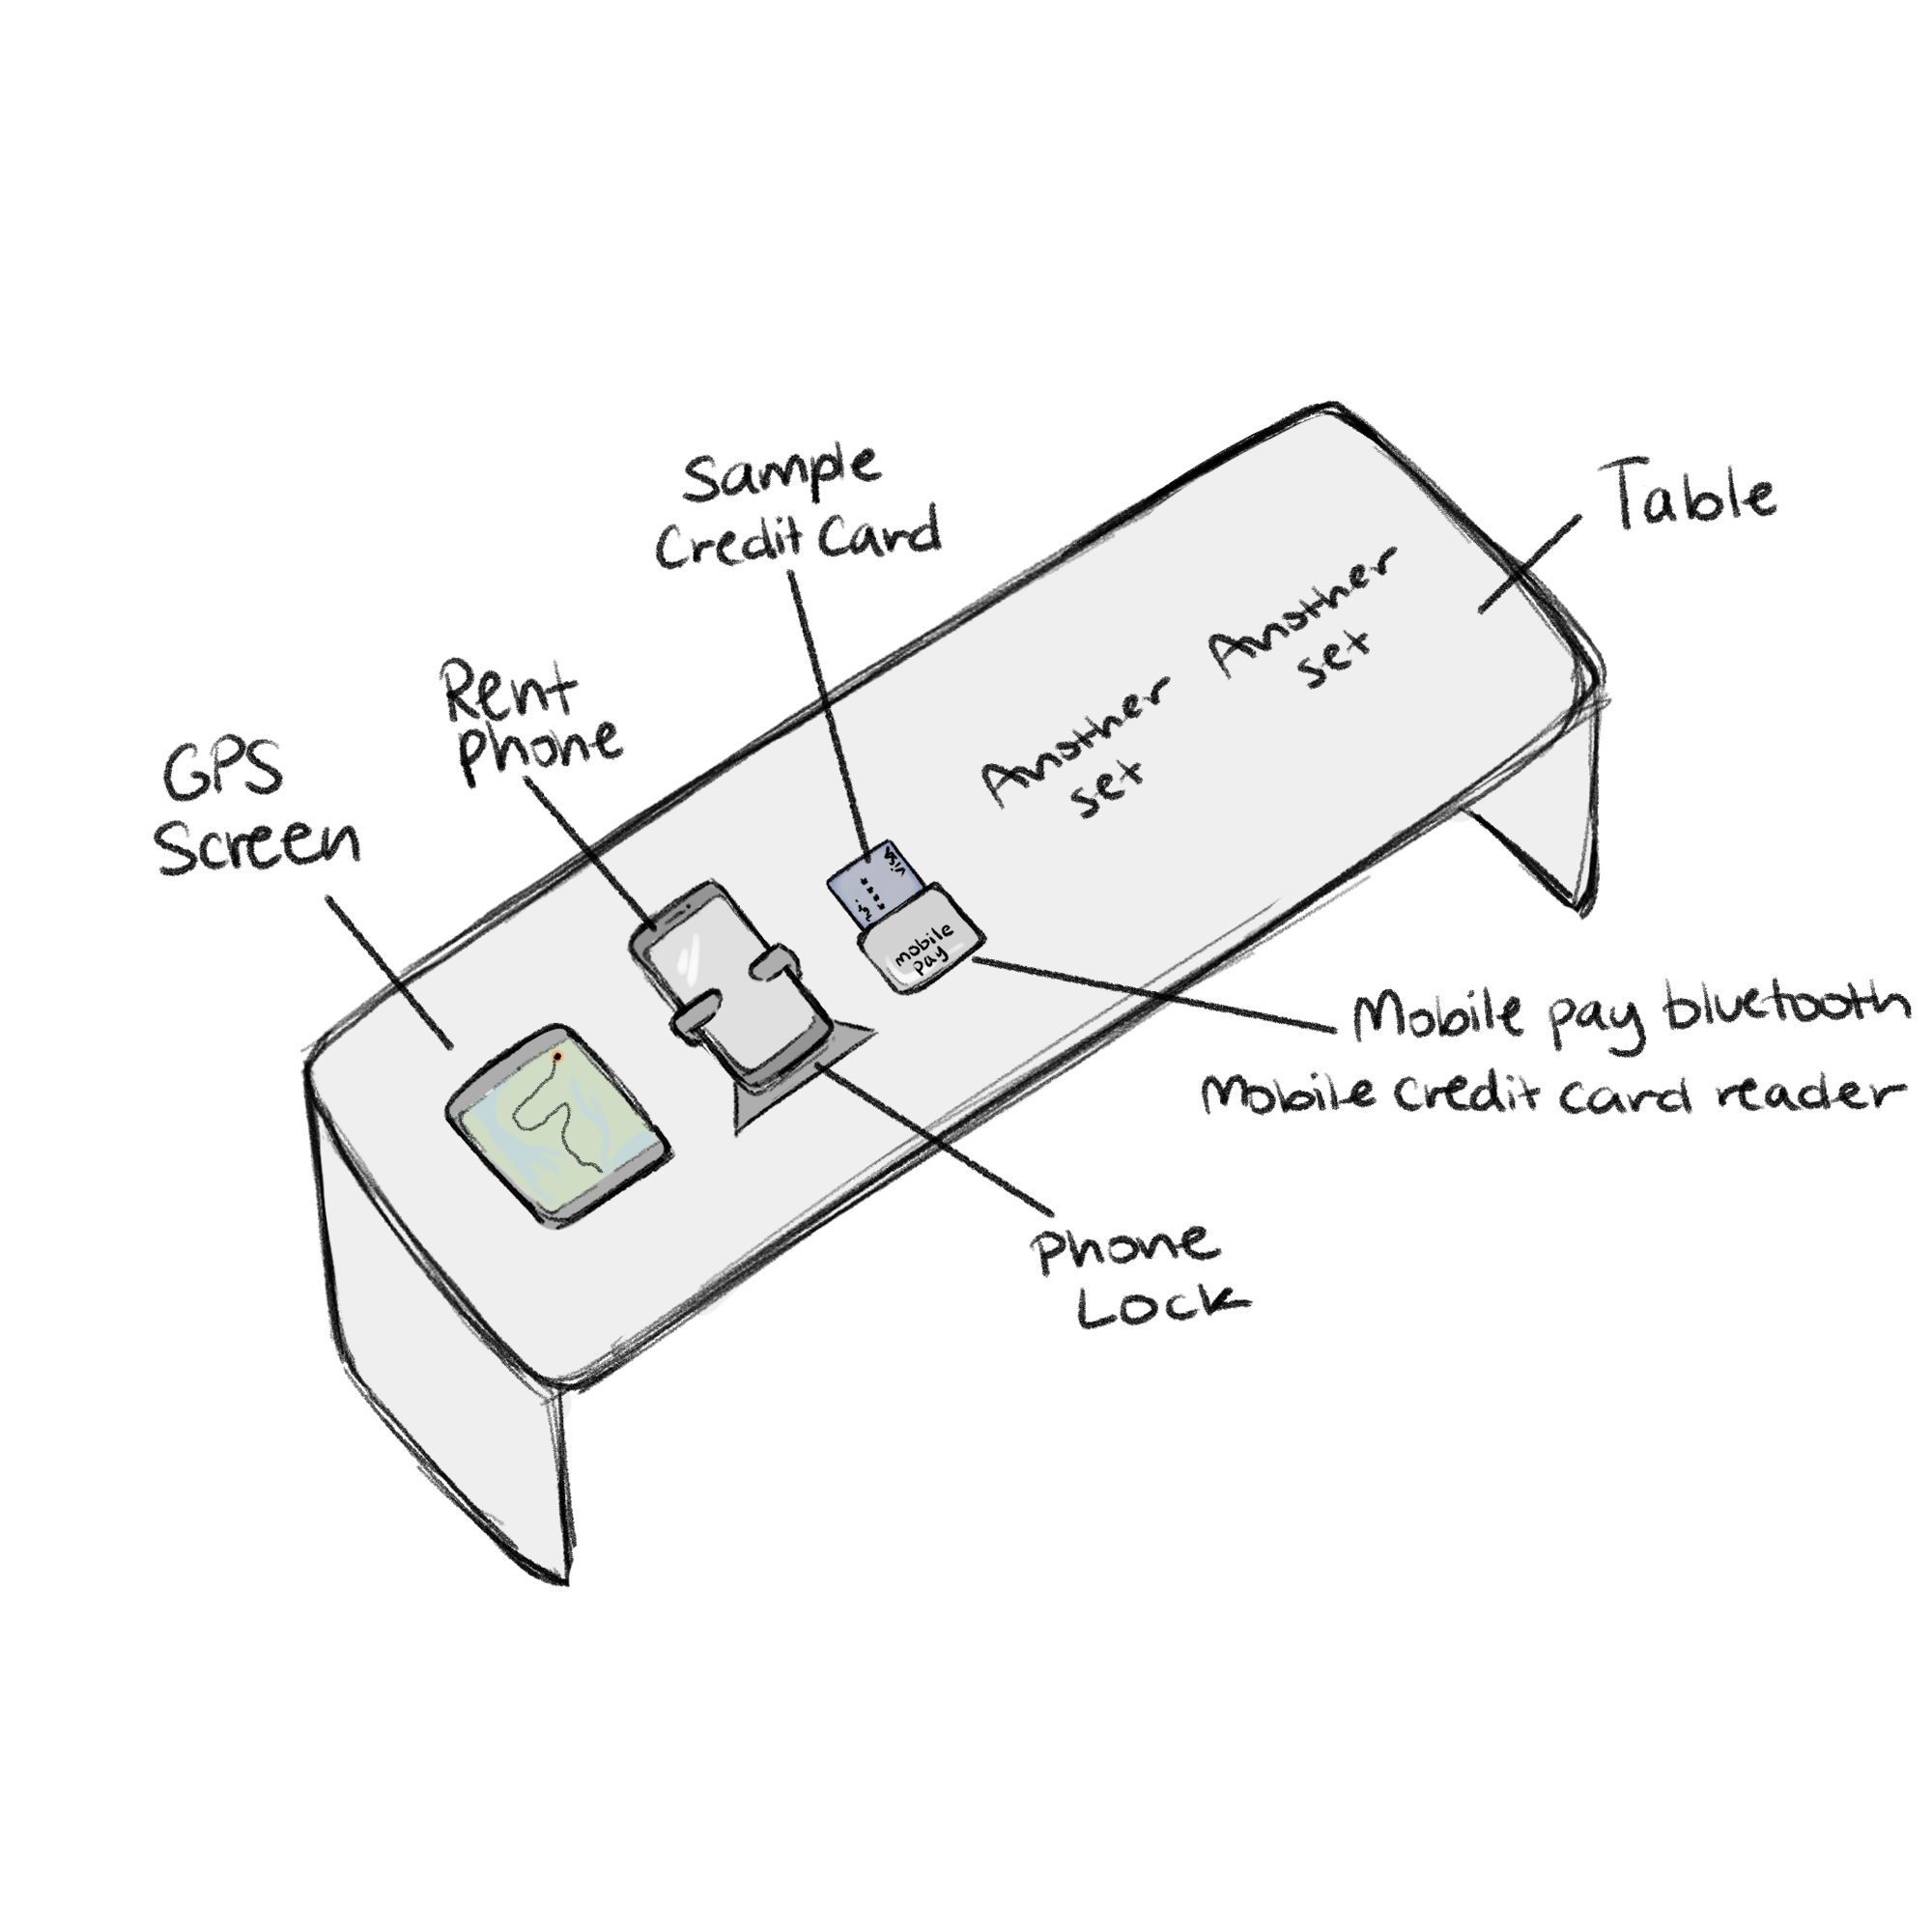 Sample
Credit Card
Table
Another
set
Another
set
Rent
Phone
GPS
Screen
mobile
pay
Mobile pay bluetooth
Mobile Credit card reader
Phone
Lock